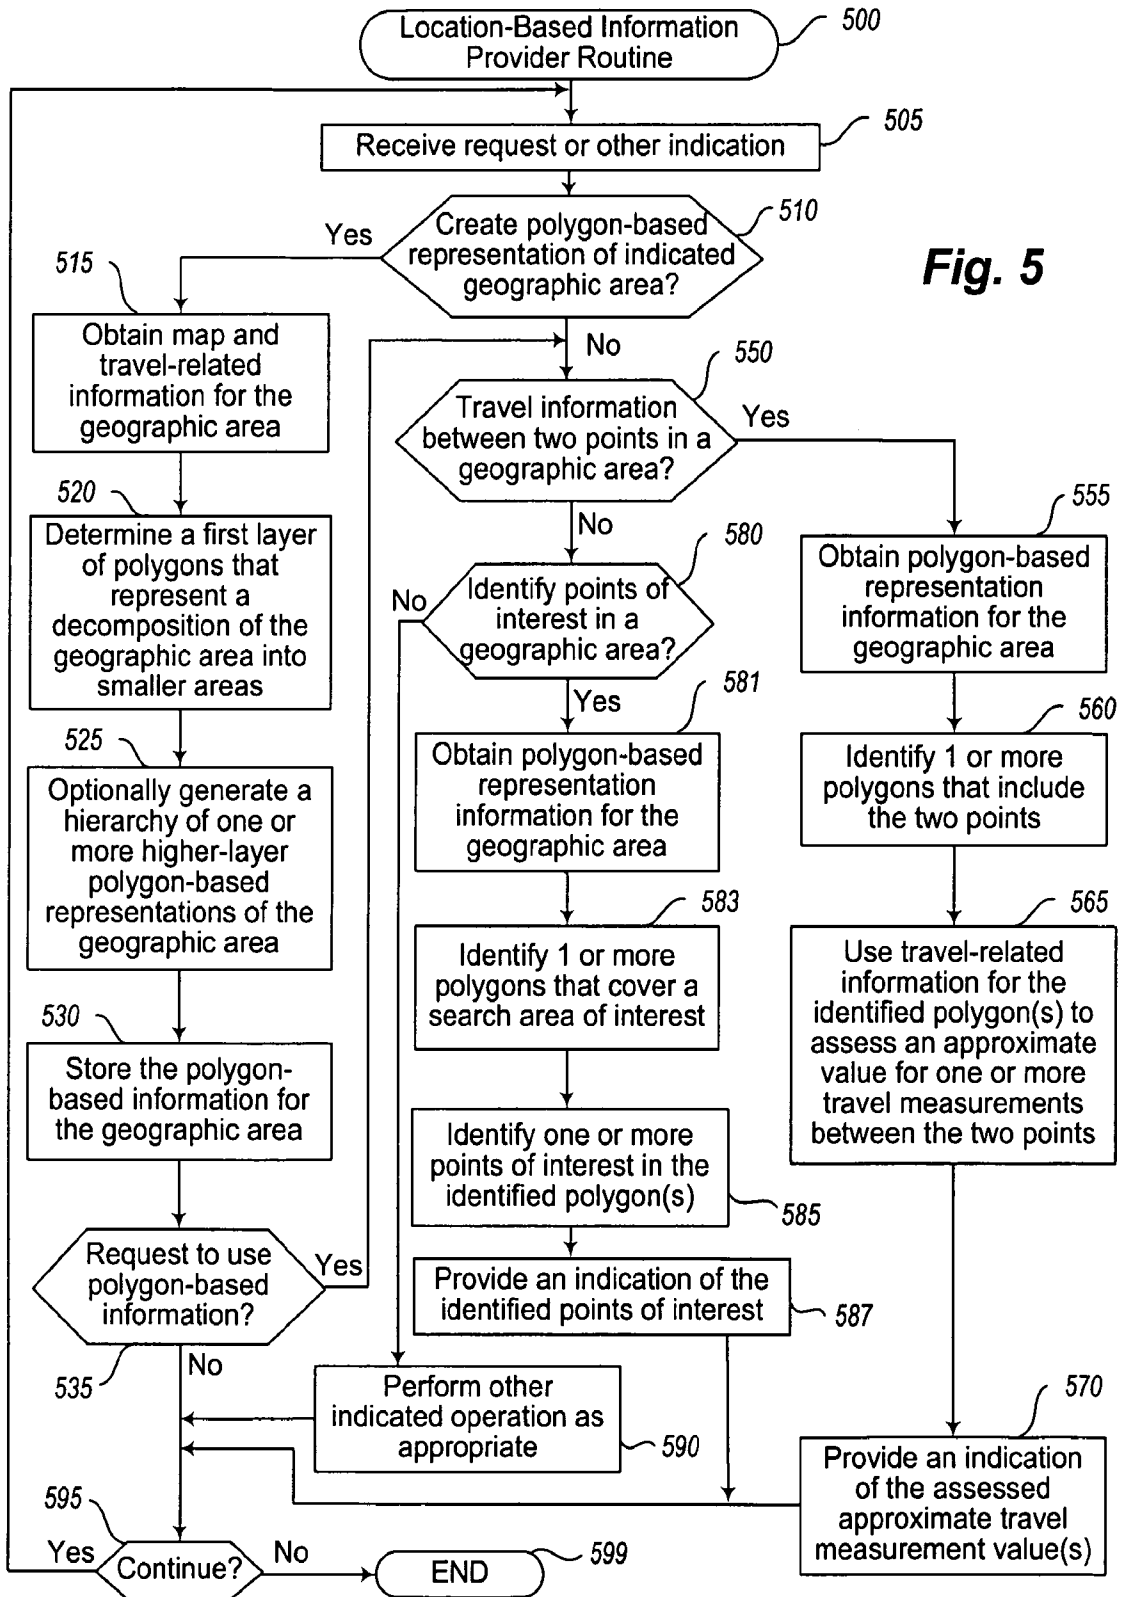 Location-Based Information
Provider Routine
500
Receive request or other indication
505
Create polygon-based
representation of indicated
geographic area?
510
Yes
No
Fig. 5
515
Obtain map and
travel-related
information for the
geographic area
520
Determine a first layer
of polygons that
represent a
decomposition of the
geographic area into
smaller areas
525
Optionally generate a
hierarchy of one or
more higher-layer
polygon-based
representations of the
geographic area
530
Store the polygon-
based information for
the geographic area
Request to use
polygon-based
information?
Yes
535
No
550
Travel information
between two points in a
geographic area?
Yes
No
580
Identify points of
interest in a
geographic area?
No
Yes
581
Obtain polygon-based
representation
information for the
geographic area
583
Identify 1 or more
polygons that cover a
search area of interest
Identify one or more
points of interest in the
identified polygon(s)
585
Provide an indication of the
identified points of interest
587
Perform other
indicated operation as
appropriate
590
555
Obtain polygon-based
representation
information for the
geographic area
560
Identify 1 or more
polygons that include
the two points
565
Use travel-related
information for the
identified polygon(s) to
assess an approximate
value for one or more
travel measurements
between the two points
570
Provide an indication
of the assessed
approximate travel
measurement value(s)
595
Continue?
Yes
No
END
599